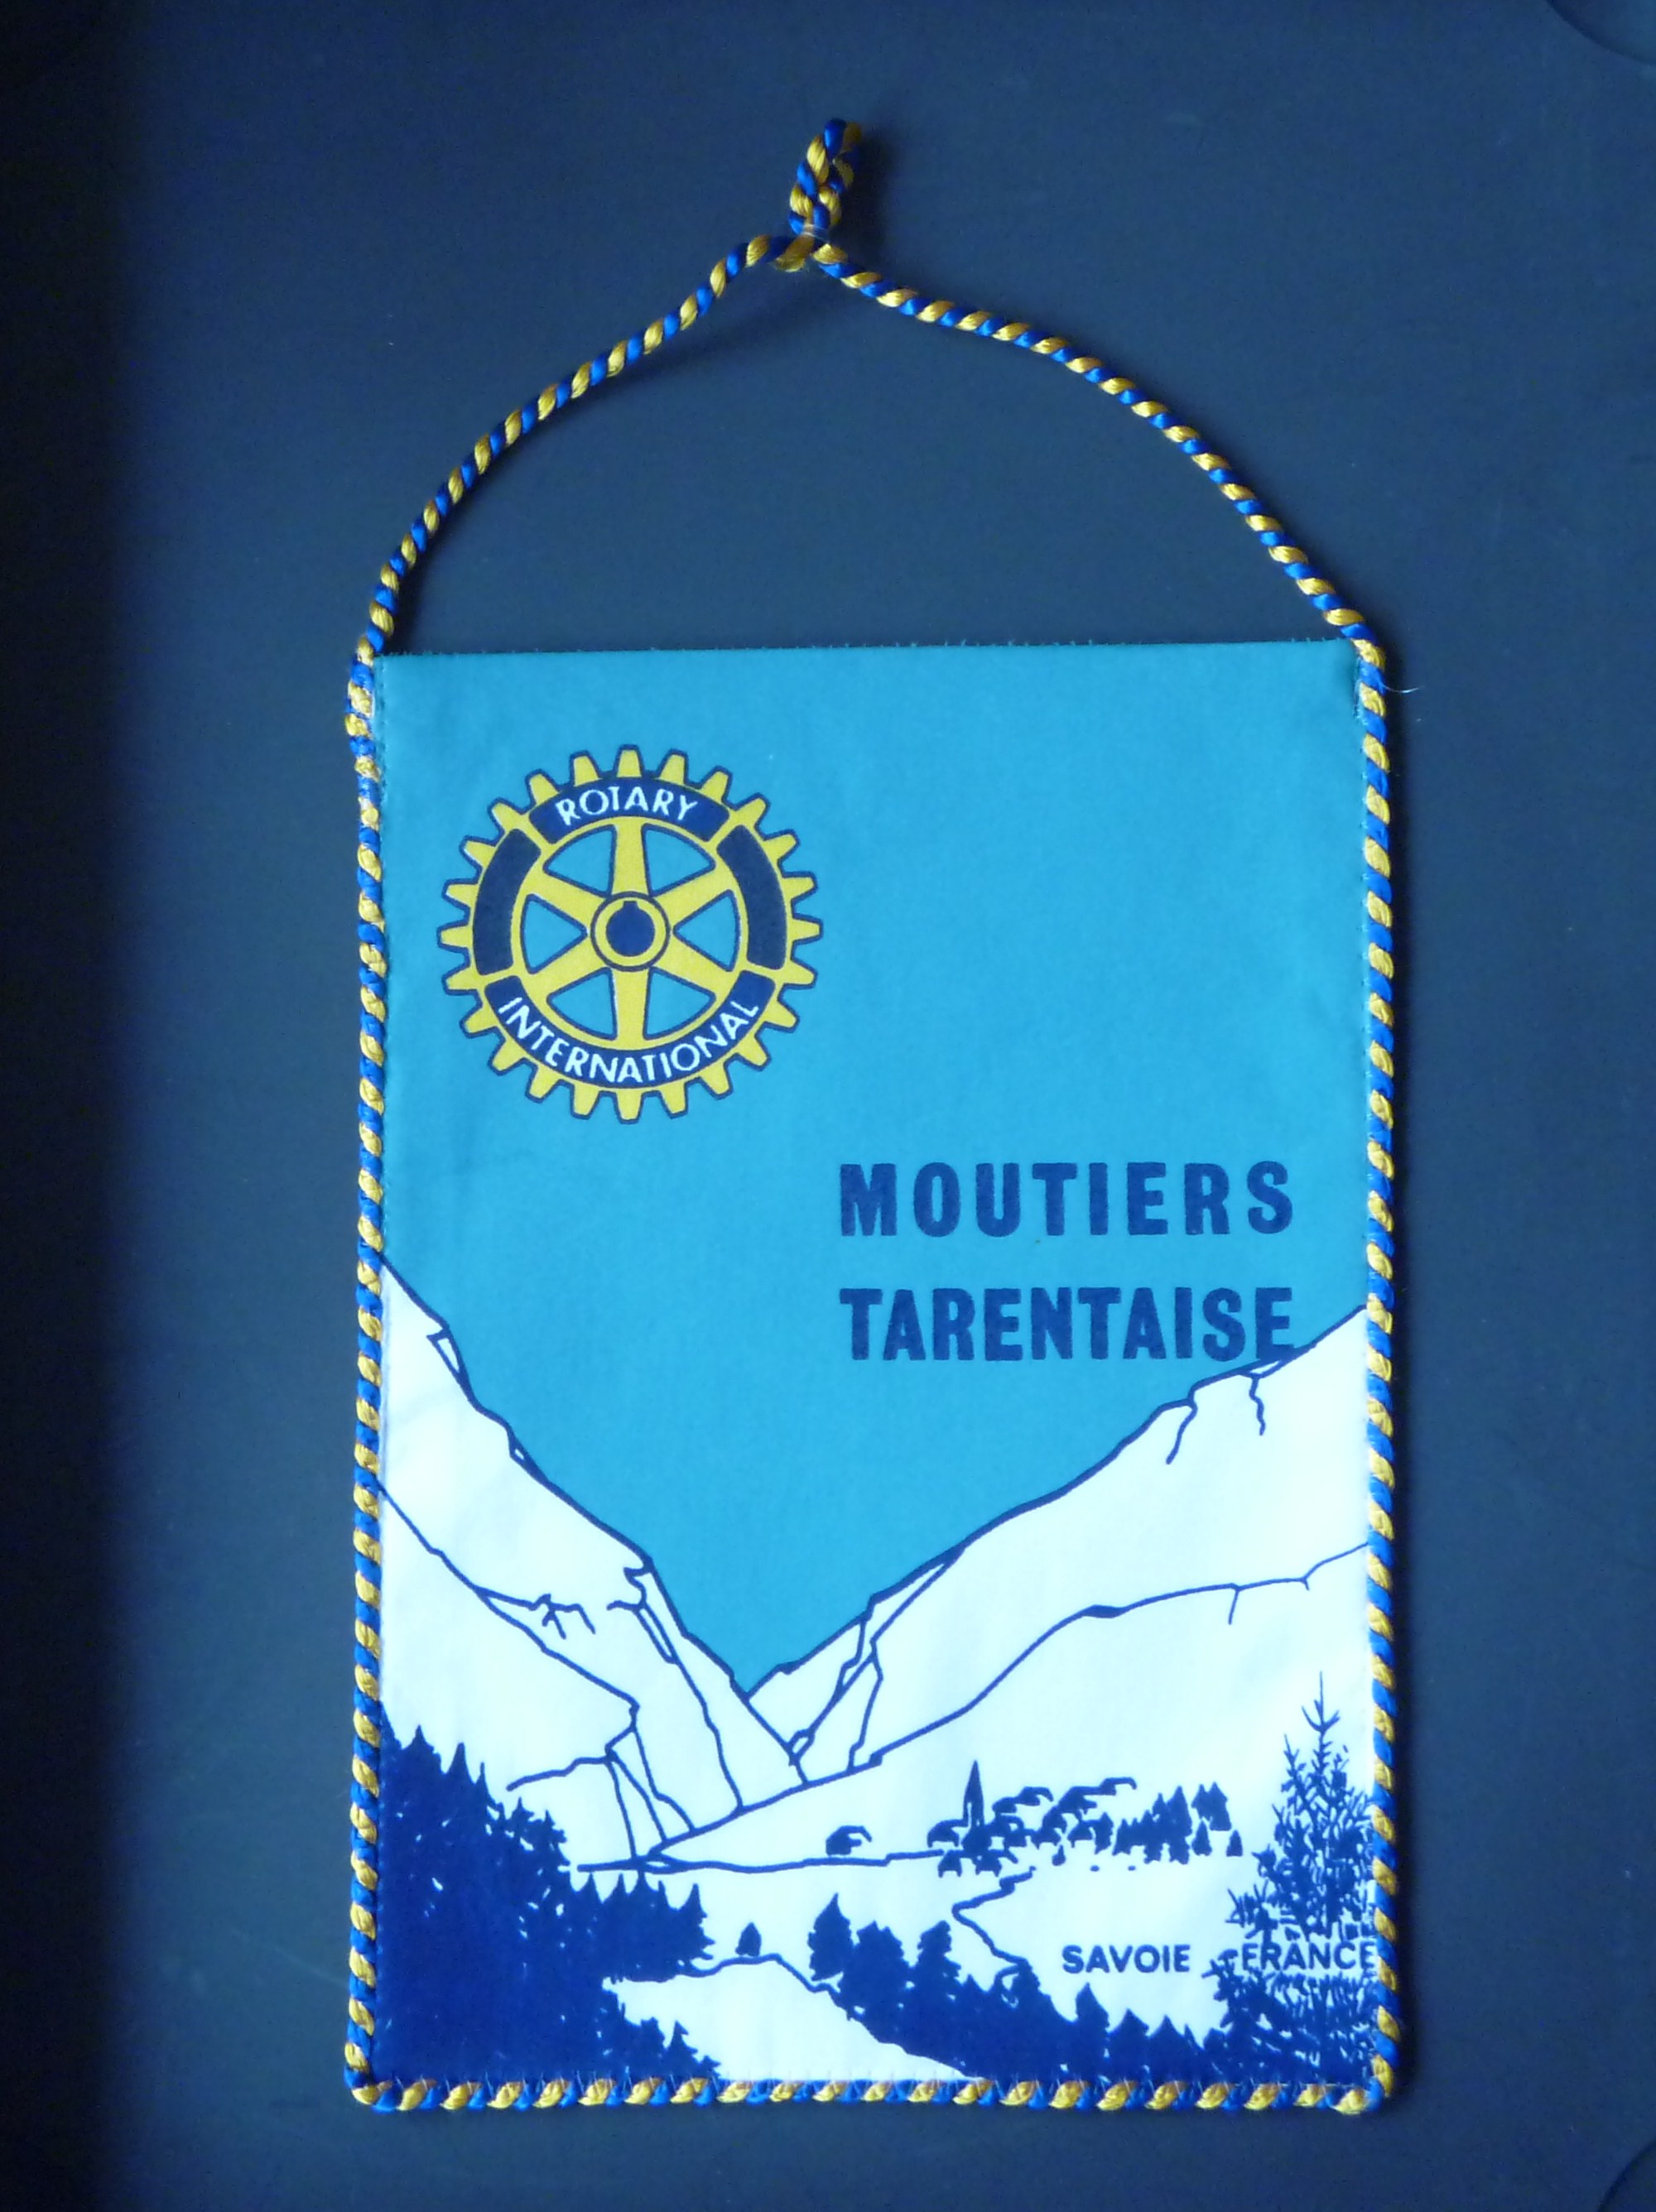 ROTARY
INTERNATIONAL
MOUTIERS
TARENTAISE
SAVOIE - FRANCE